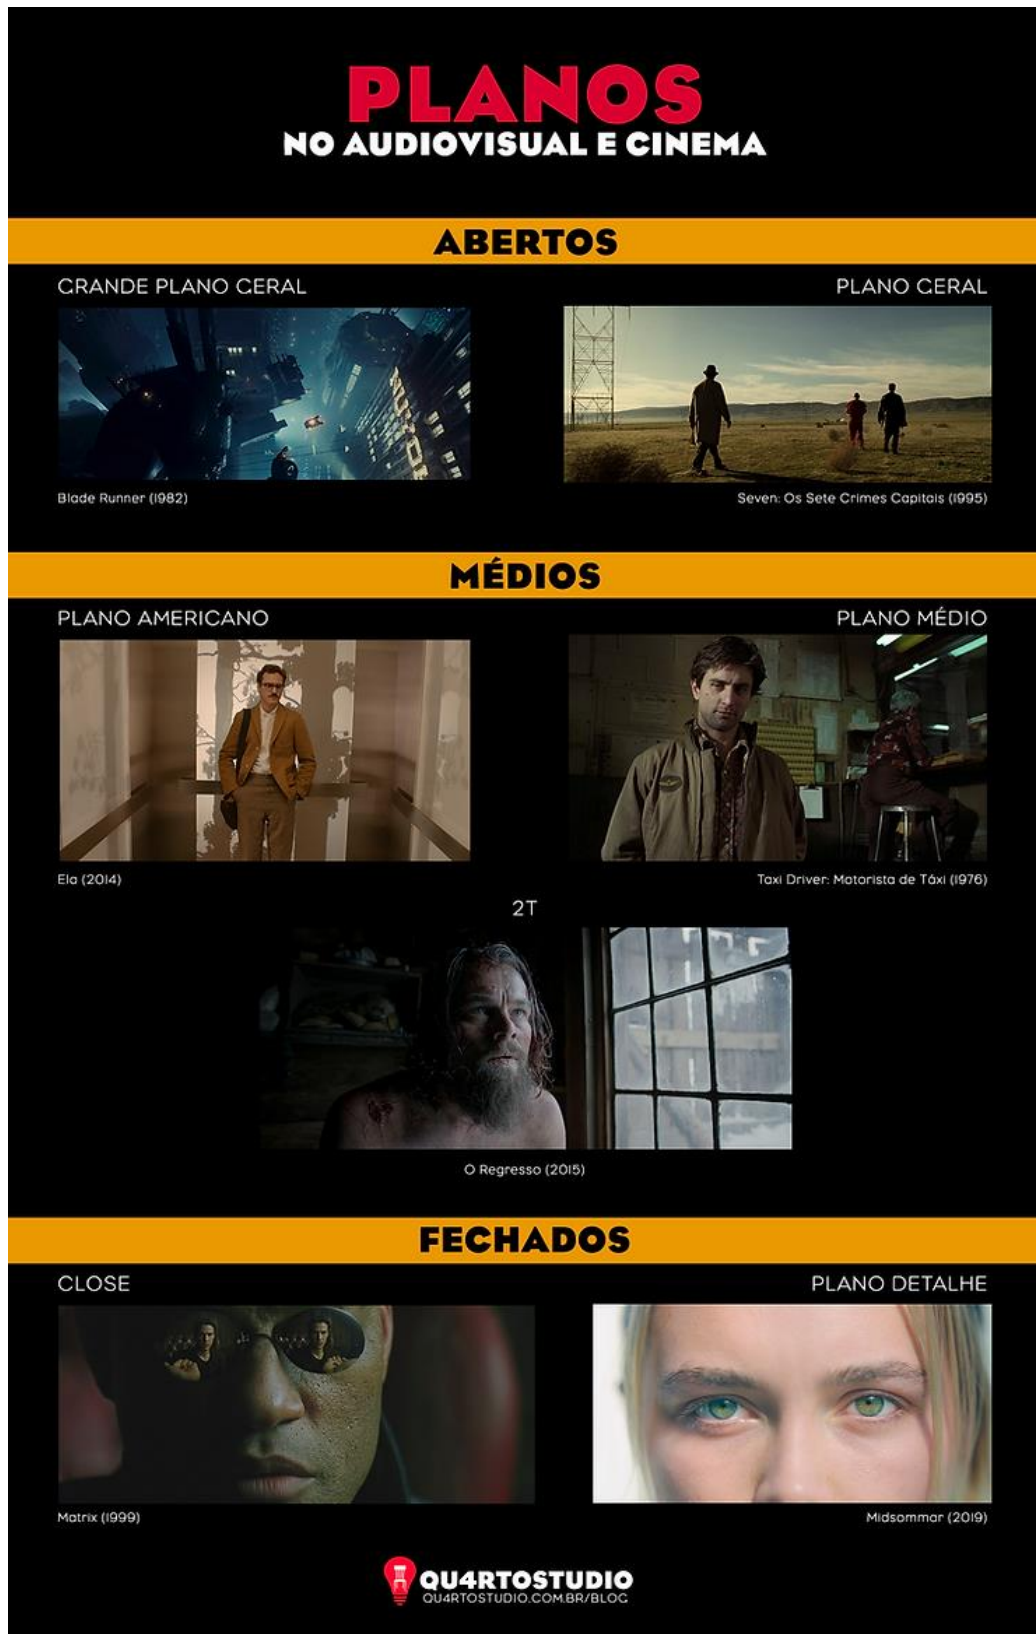 PLANOS
NO AUDIOVISUAL E CINEMA
ABERTOS
GRANDE PLANO GERAL
PLANO GERAL
Blade Runner (1982)
Seven: Os Sete Crimes Capitais (1995)
MÉDIOS
PLANO AMERICANO
PLANO MÉDIO
Ela (2014)
Taxi Driver: Motorista de Táxi (1976)
2T
O Regresso (2015)
FECHADOS
CLOSE
PLANO DETALHE
Matrix (1999)
Midsommar (2019)
QU4RTOSTUDIO
QU4RTOSTUDIO.COM.BR/BLOG